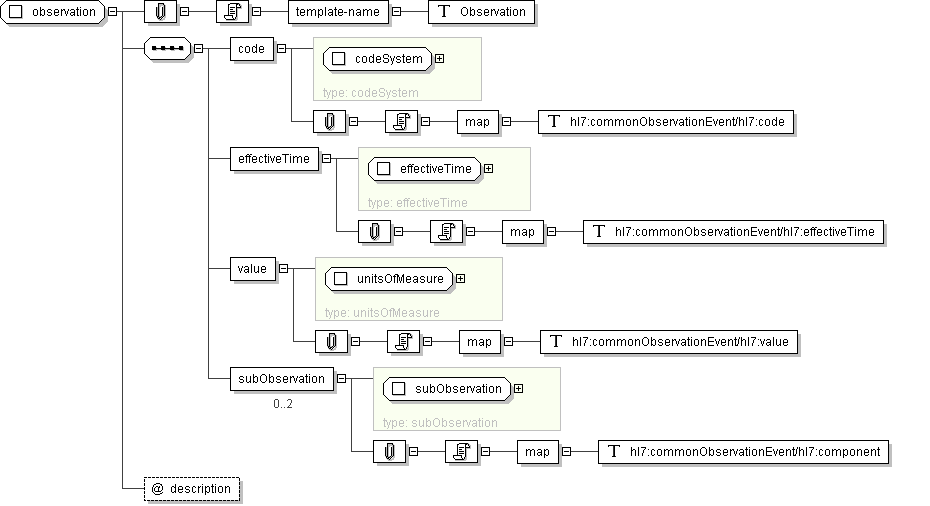 observation template-name T Observation
code codeSystem
type: codeSystem
map T hl7:commonObservationEvent/hl7:code
effectiveTime effectiveTime
type: effectiveTime
map T hl7:commonObservationEvent/hl7:effectiveTime
value unitsOfMeasure
type: unitsOfMeasure
map T hl7:commonObservationEvent/hl7:value
subObservation subObservation
0..2
type: subObservation
map T hl7:commonObservationEvent/hl7:component
@ description